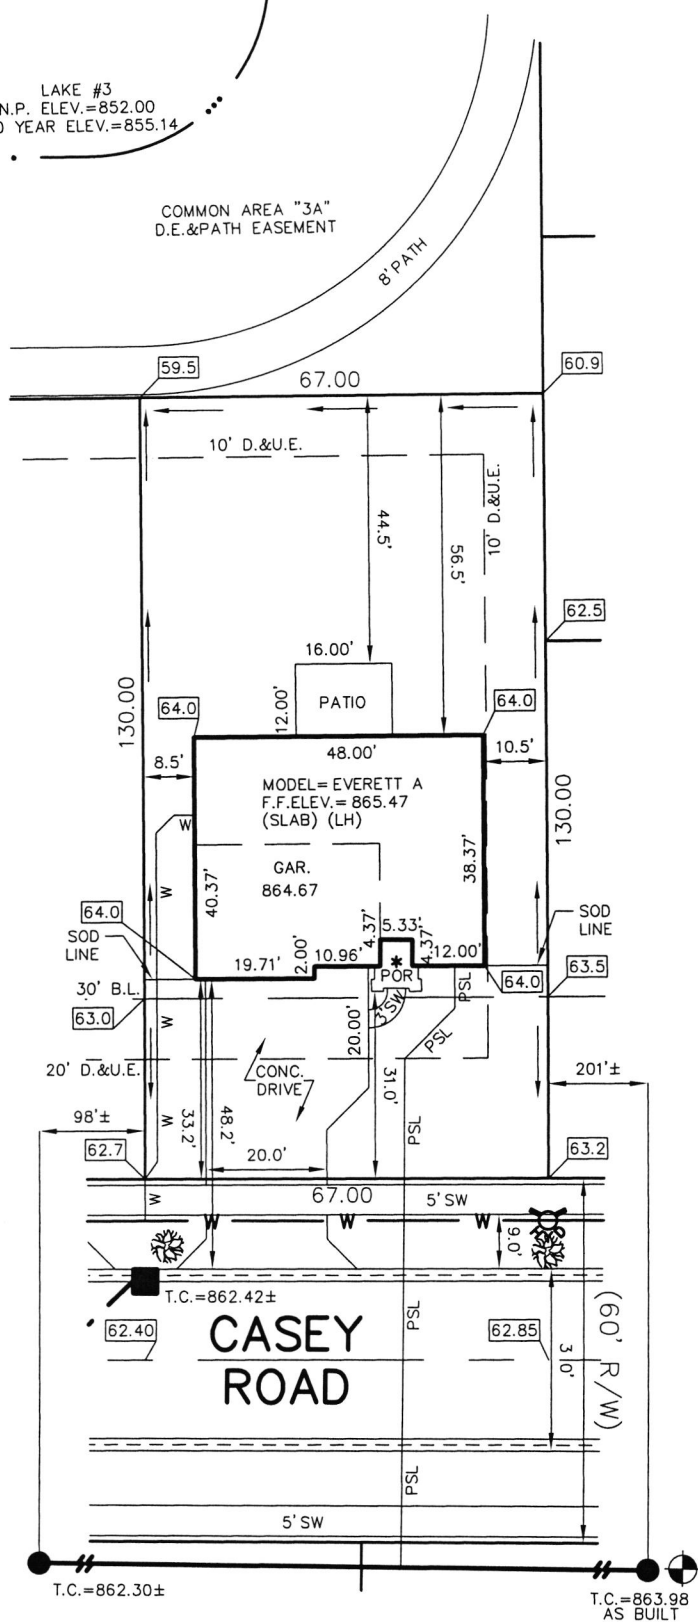 LAKE #3
N.P. ELEV.=852.00
0 YEAR ELEV.=855.14
COMMON AREA "3A"
D.E.&PATH EASEMENT
8' PATH
59.5
67.00
60.9
10' D.&U.E.
10' D.&U.E.
44.5'
56.5'
62.5
16.00'
12.00'
PATIO
130.00
64.0
64.0
8.5'
48.00'
10.5'
MODEL= EVERETT A
F.F.ELEV.= 865.47
(SLAB) (LH)
130.00
W
GAR.
864.67
40.37'
38.37'
W
64.0
SOD
LINE
4.37'
5.33'
4.37'
SOD
LINE
19.71'
2.00'
10.96'
*
12.00'
POR
64.0
63.5
30' B.L.
PSL
63.0
W
3' SW
20.00'
PSL
20' D.&U.E.
CONC.
DRIVE
31.0'
201'±
98'±
W
33.2'
48.2'
PSL
62.7
20.0'
63.2
W
67.00
5' SW
W
W
W
9.0'
T.C.=862.42±
62.40
CASEY
ROAD
PSL
62.85
3.0'
(60' R/W)
PSL
5' SW
T.C.=862.30±
T.C.=863.98
AS BUILT